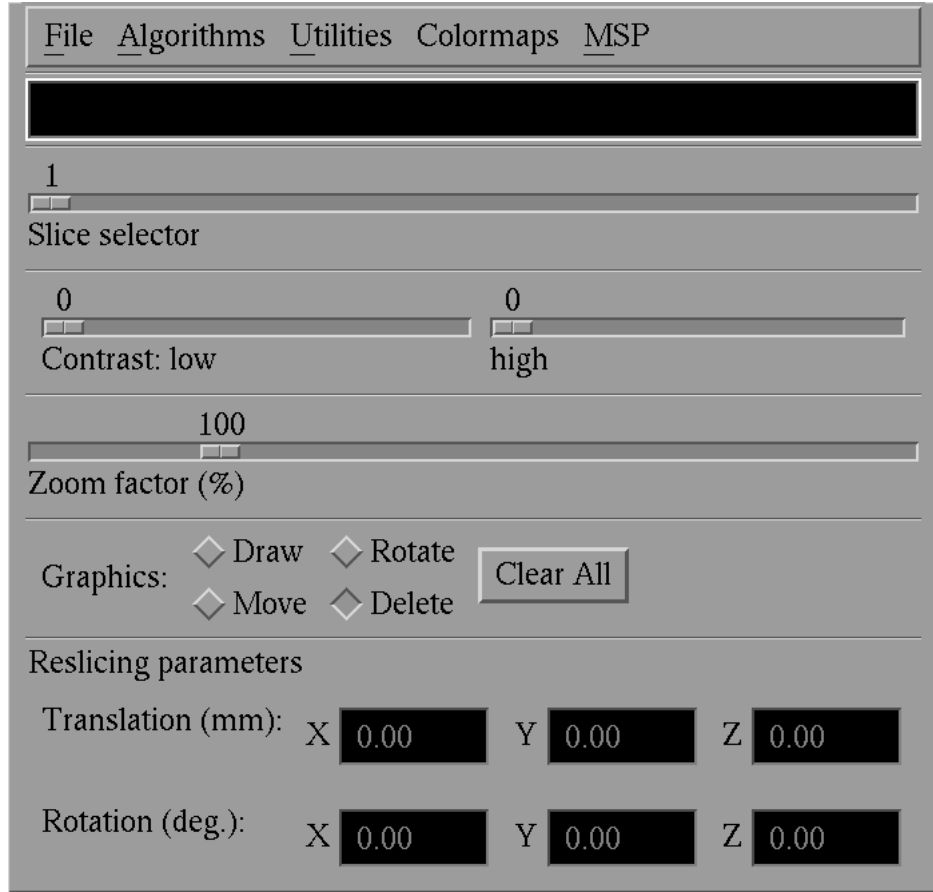 File Algorithms Utilities Colormaps MSP
1
Slice selector
0 0
Contrast: low high
100
Zoom factor (%)
Graphics: Draw Rotate Clear All
Move Delete
Reslicing parameters
Translation (mm): X 0.00 Y 0.00 Z 0.00
Rotation (deg.): X 0.00 Y 0.00 Z 0.00